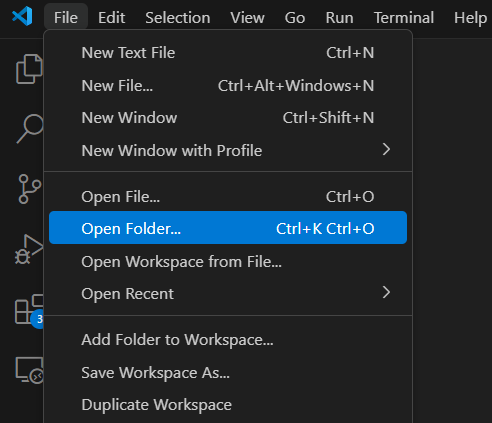 File Edit Selection View Go Run Terminal Help
New Text File Ctrl+N
New File... Ctrl+Alt+Windows+N
New Window Ctrl+Shift+N
New Window with Profile
Open File... Ctrl+O
Open Folder... Ctrl+K Ctrl+O
Open Workspace from File...
Open Recent
3
Add Folder to Workspace...
Save Workspace As...
Duplicate Workspace